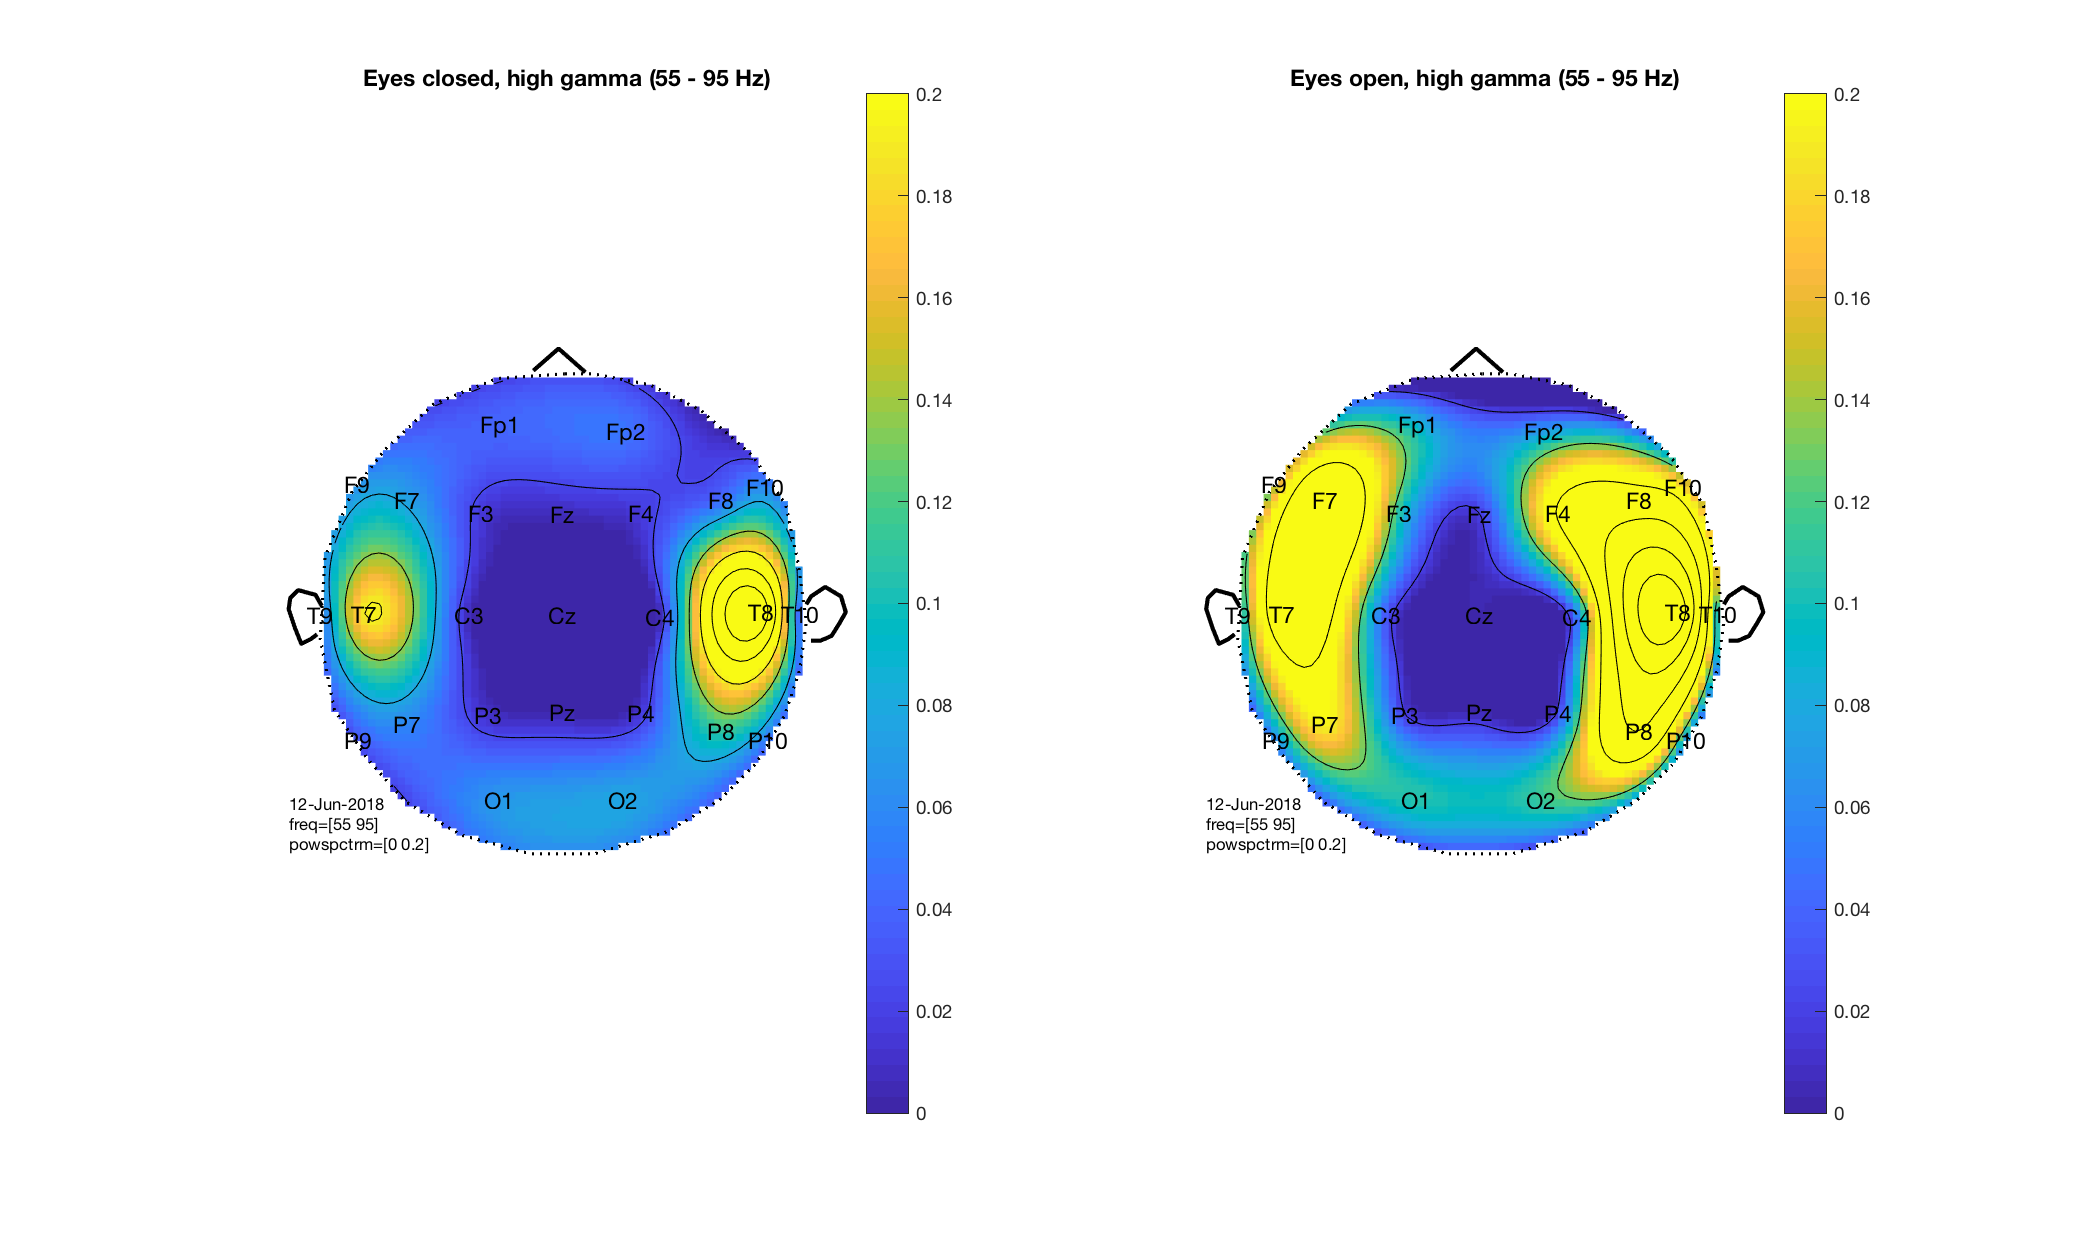 Eyes closed, high gamma (55 - 95 Hz)
0.2
0.18
0.16
0.14
0.12
0.1
0.08
0.06
0.04
0.02
0
Fp1 Fp2
F9 F7 F3 Fz F4 F8 F10
T9 T7 C3 Cz C4 T8 T10
P9 P7 P3 Pz P4 P8 P10
O1 O2
12-Jun-2018
freq=[55 95]
powspctrm=[0 0.2]
Eyes open, high gamma (55 - 95 Hz)
0.2
0.18
0.16
0.14
0.12
0.1
0.08
0.06
0.04
0.02
0
Fp1 Fp2
F9 F7 F3 Fz F4 F8 F10
T9 T7 C3 Cz C4 T8 T10
P9 P7 P3 Pz P4 P8 P10
O1 O2
12-Jun-2018
freq=[55 95]
powspctrm=[0 0.2]